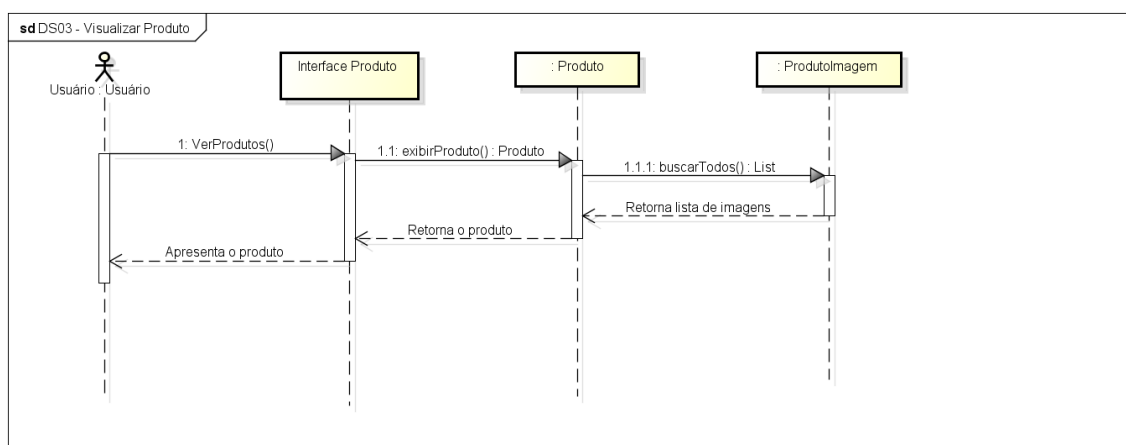 sd DS03 - Visualizar Produto
Usuário : Usuário
Interface Produto
: Produto
: ProdutoImagem
1: VerProdutos()
1.1: exibirProduto() : Produto
1.1.1: buscarTodos() : List
Retorna lista de imagens
Retorna o produto
Apresenta o produto